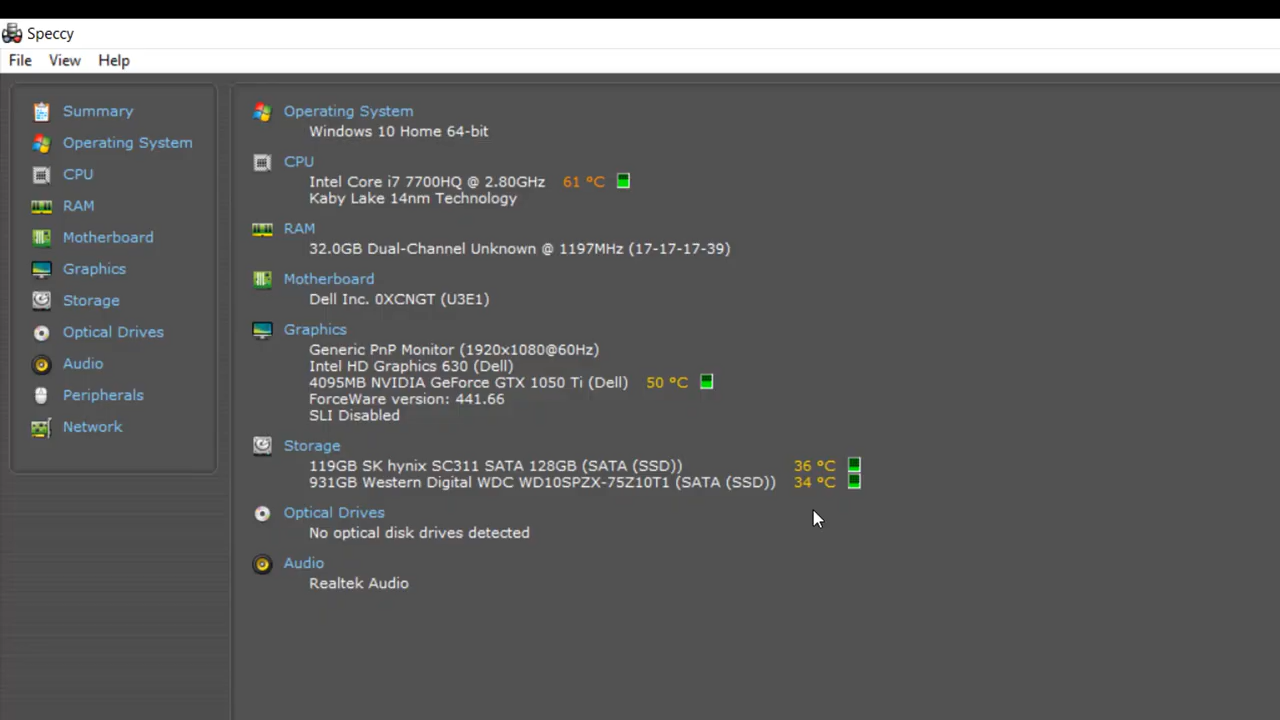 Speccy
File View Help
Summary
Operating System
CPU
RAM
Motherboard
Graphics
Storage
Optical Drives
Audio
Peripherals
Network
Operating System
Windows 10 Home 64-bit
CPU
Intel Core i7 7700HQ @ 2.80GHz 61 °C
Kaby Lake 14nm Technology
RAM
32.0GB Dual-Channel Unknown @ 1197MHz (17-17-17-39)
Motherboard
Dell Inc. 0XCNGT (U3E1)
Graphics
Generic PnP Monitor (1920x1080@60Hz)
Intel HD Graphics 630 (Dell)
4095MB NVIDIA GeForce GTX 1050 Ti (Dell) 50 °C
ForceWare version: 441.66
SLI Disabled
Storage
119GB SK hynix SC311 SATA 128GB (SATA (SSD)) 36 °C
931GB Western Digital WDC WD10SPZX-75Z10T1 (SATA (SSD)) 34 °C
Optical Drives
No optical disk drives detected
Audio
Realtek Audio